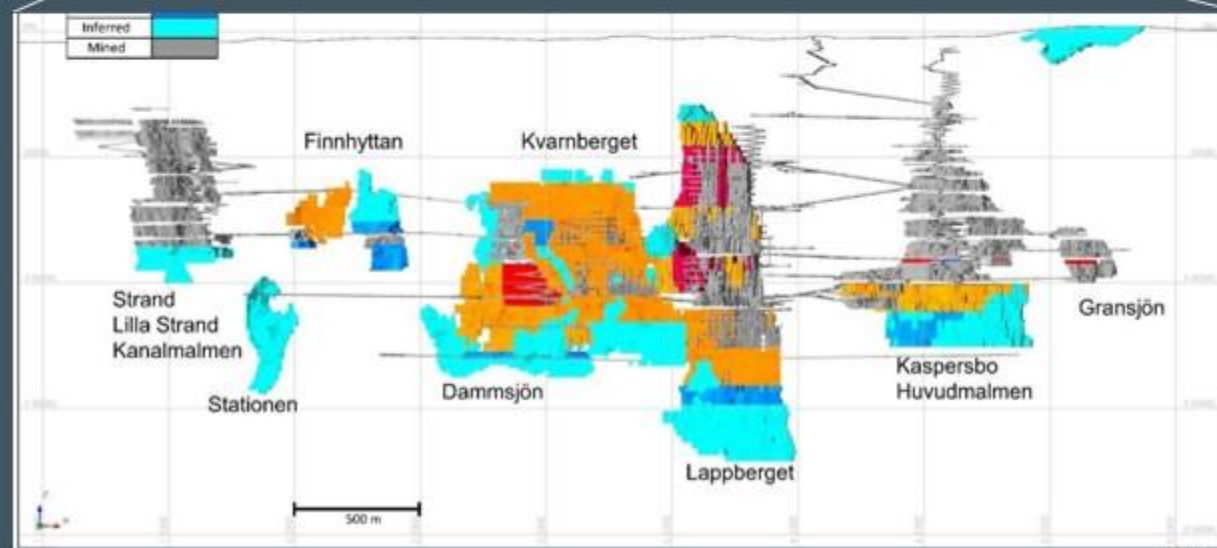 Inferred
Mined
Finnhyttan
Kvarnberget
Strand
Lilla Strand
Kanalmalmen
Stationen
Dammsjön
Lappberget
Kaspersbo
Huvudmalmen
Gransjön
500 m